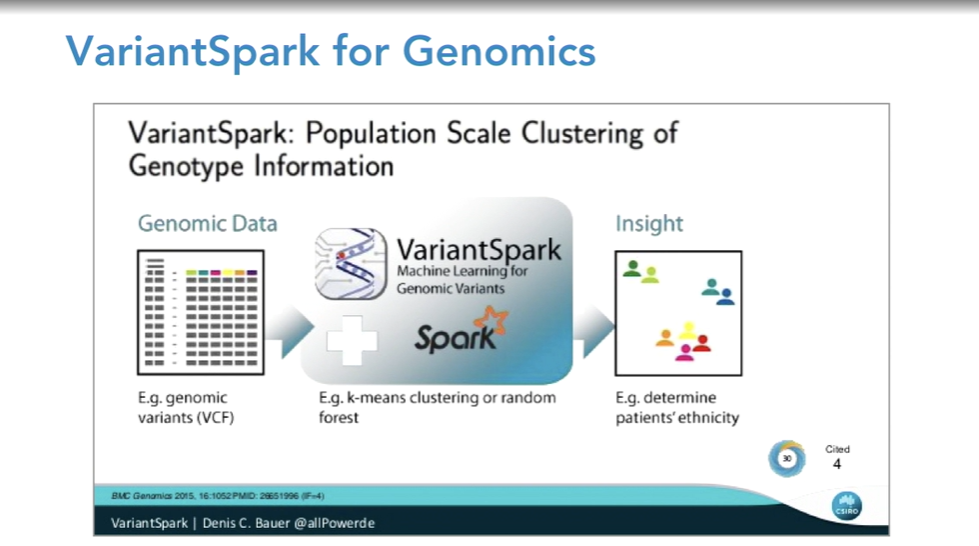 VariantSpark for Genomics
VariantSpark: Population Scale Clustering of
Genotype Information
Genomic Data
VariantSpark
Machine Learning for
Genomic Variants
Spark
Insight
E.g. genomic
variants (VCF)
E.g. k-means clustering or random
forest
E.g. determine
patients' ethnicity
30
Cited
4
BMC Genomics 2015, 16:1052 PMID: 26651996 (IF=4)
CSIRO
VariantSpark | Denis C. Bauer @allPowerde